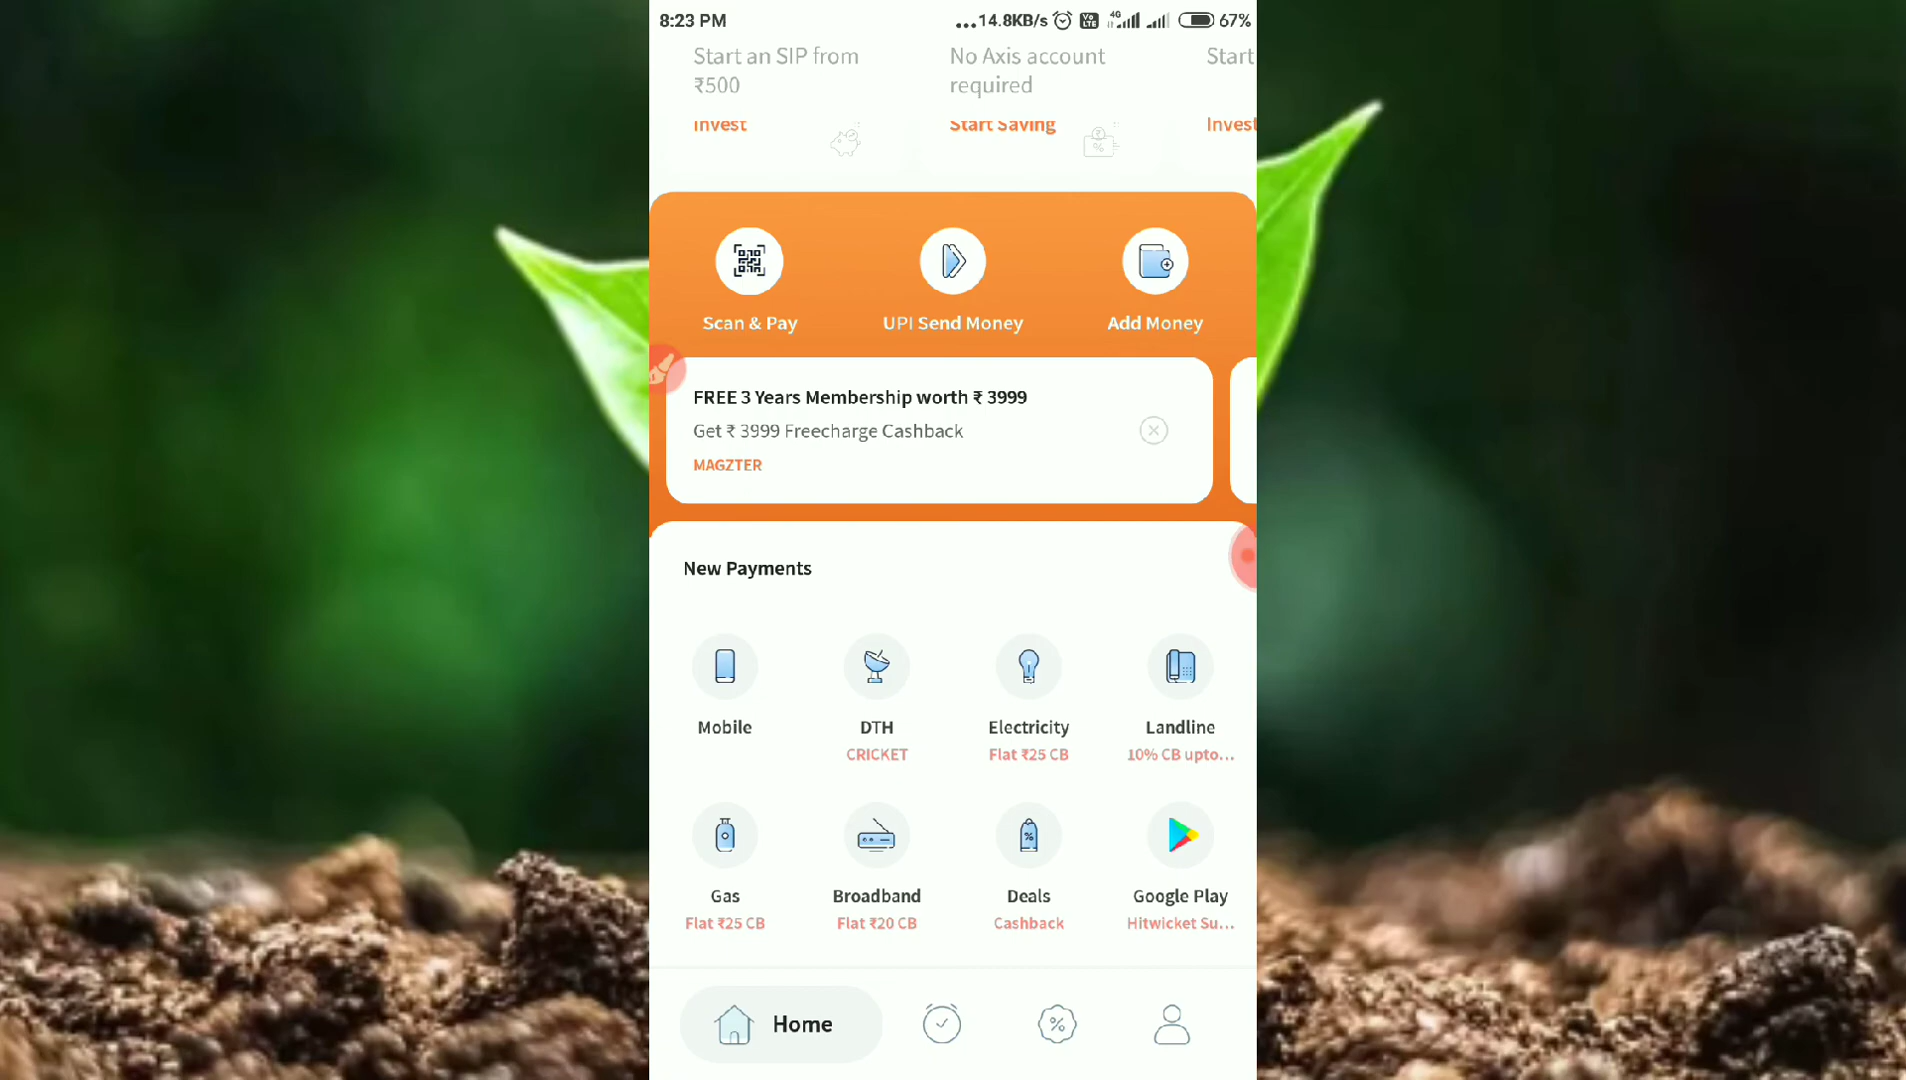 8:23 PM
...14.8KB/s
4G
67%
Start an SIP from
₹500
Invest
No Axis account
required
Start Saving
Start
Invest
Scan & Pay
UPI Send Money
Add Money
FREE 3 Years Membership worth ₹ 3999
Get ₹ 3999 Freecharge Cashback
MAGZTER
New Payments
Mobile
DTH
CRICKET
Electricity
Flat ₹25 CB
Landline
10% CB upto...
Gas
Flat ₹25 CB
Broadband
Flat ₹20 CB
Deals
Cashback
Google Play
Hitwicket Su...
Home